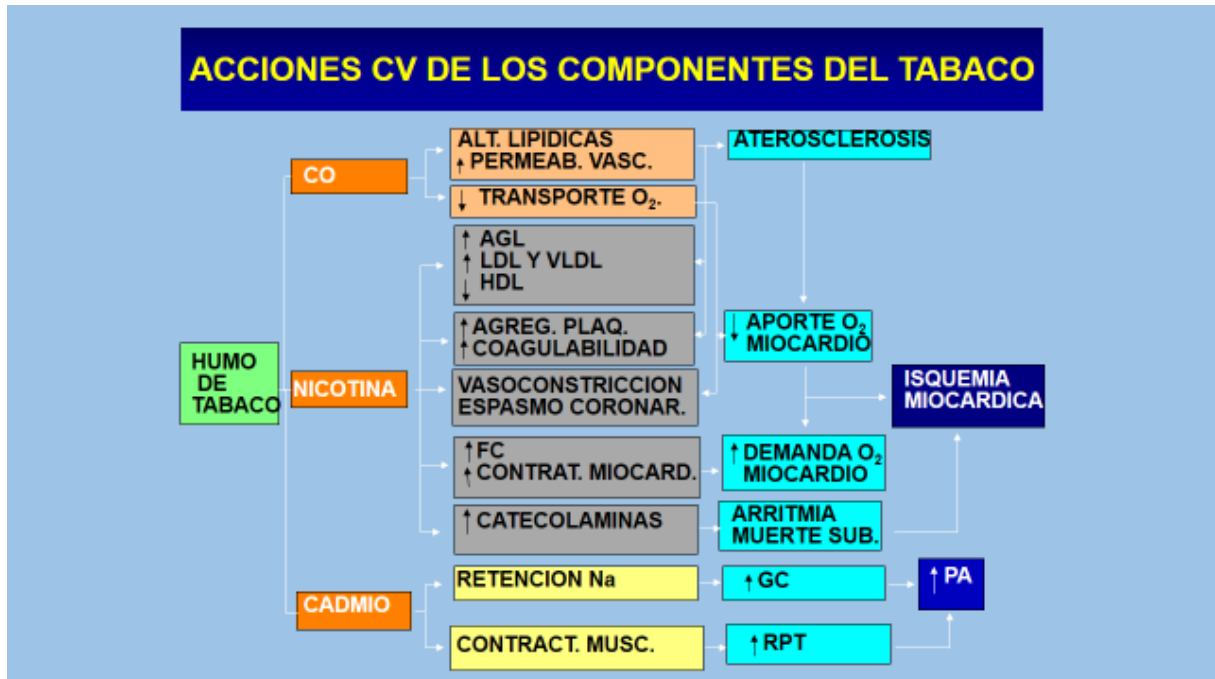 ACCIONES CV DE LOS COMPONENTES DEL TABACO
HUMO
DE
TABACO
CO
ALT. LIPIDICAS
↑ PERMEAB. VASC.
↓ TRANSPORTE O₂.
ATEROSCLEROSIS
NICOTINA
↑ AGL
↑ LDL Y VLDL
↓ HDL
↑ AGREG. PLAQ.
↑ COAGULABILIDAD
VASOCONSTRICCION
ESPASMO CORONAR.
↑ FC
↑ CONTRAT. MIOCARD.
↑ CATECOLAMINAS
↓ APORTE O₂
MIOCARDIO
↑ DEMANDA O₂
MIOCARDIO
ARRITMIA
MUERTE SUB.
ISQUEMIA
MIOCARDICA
CADMIO
RETENCION Na
CONTRACT. MUSC.
↑ GC
↑ RPT
↑ PA